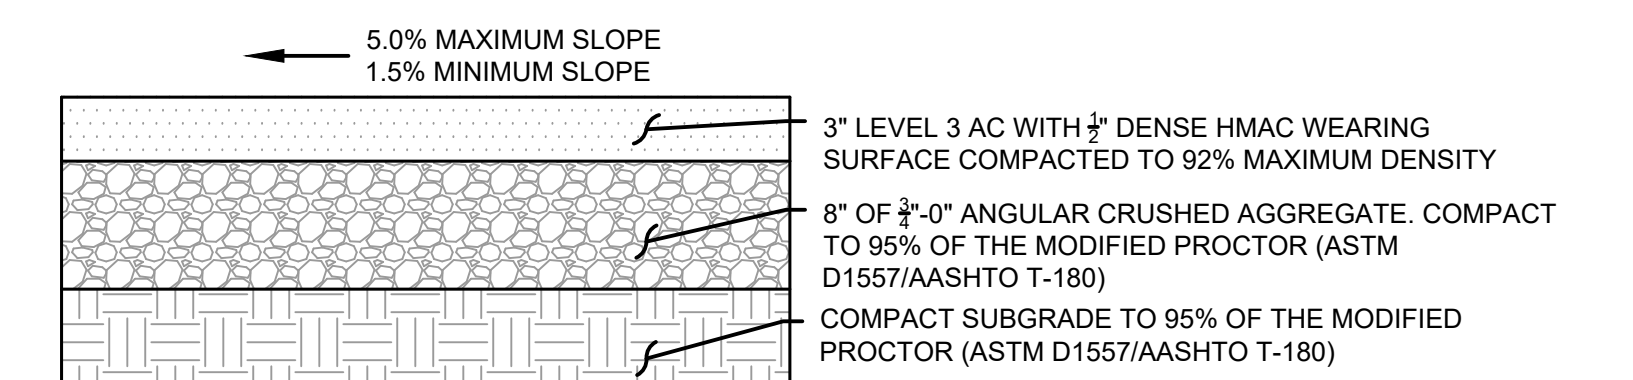 5.0% MAXIMUM SLOPE
1.5% MINIMUM SLOPE
3" LEVEL 3 AC WITH 1/2" DENSE HMAC WEARING
SURFACE COMPACTED TO 92% MAXIMUM DENSITY
8" OF 3/4"-0" ANGULAR CRUSHED AGGREGATE. COMPACT
TO 95% OF THE MODIFIED PROCTOR (ASTM
D1557/AASHTO T-180)
COMPACT SUBGRADE TO 95% OF THE MODIFIED
PROCTOR (ASTM D1557/AASHTO T-180)